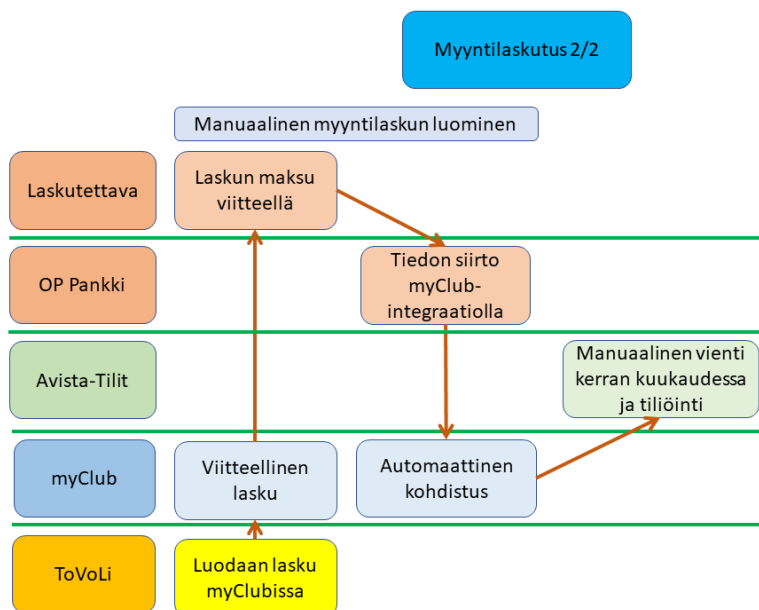 Myyntilaskutus 2/2
Manuaalinen myyntilaskun luominen
Laskutettava
Laskun maksu
viitteellä
OP Pankki
Tiedon siirto
myClub-
integraatiolla
Avista-Tilit
Manuaalinen vienti
kerran kuukaudessa
ja tiliöinti
myClub
Viitteellinen
lasku
Automaattinen
kohdistus
ToVoLi
Luodaan lasku
myClubissa